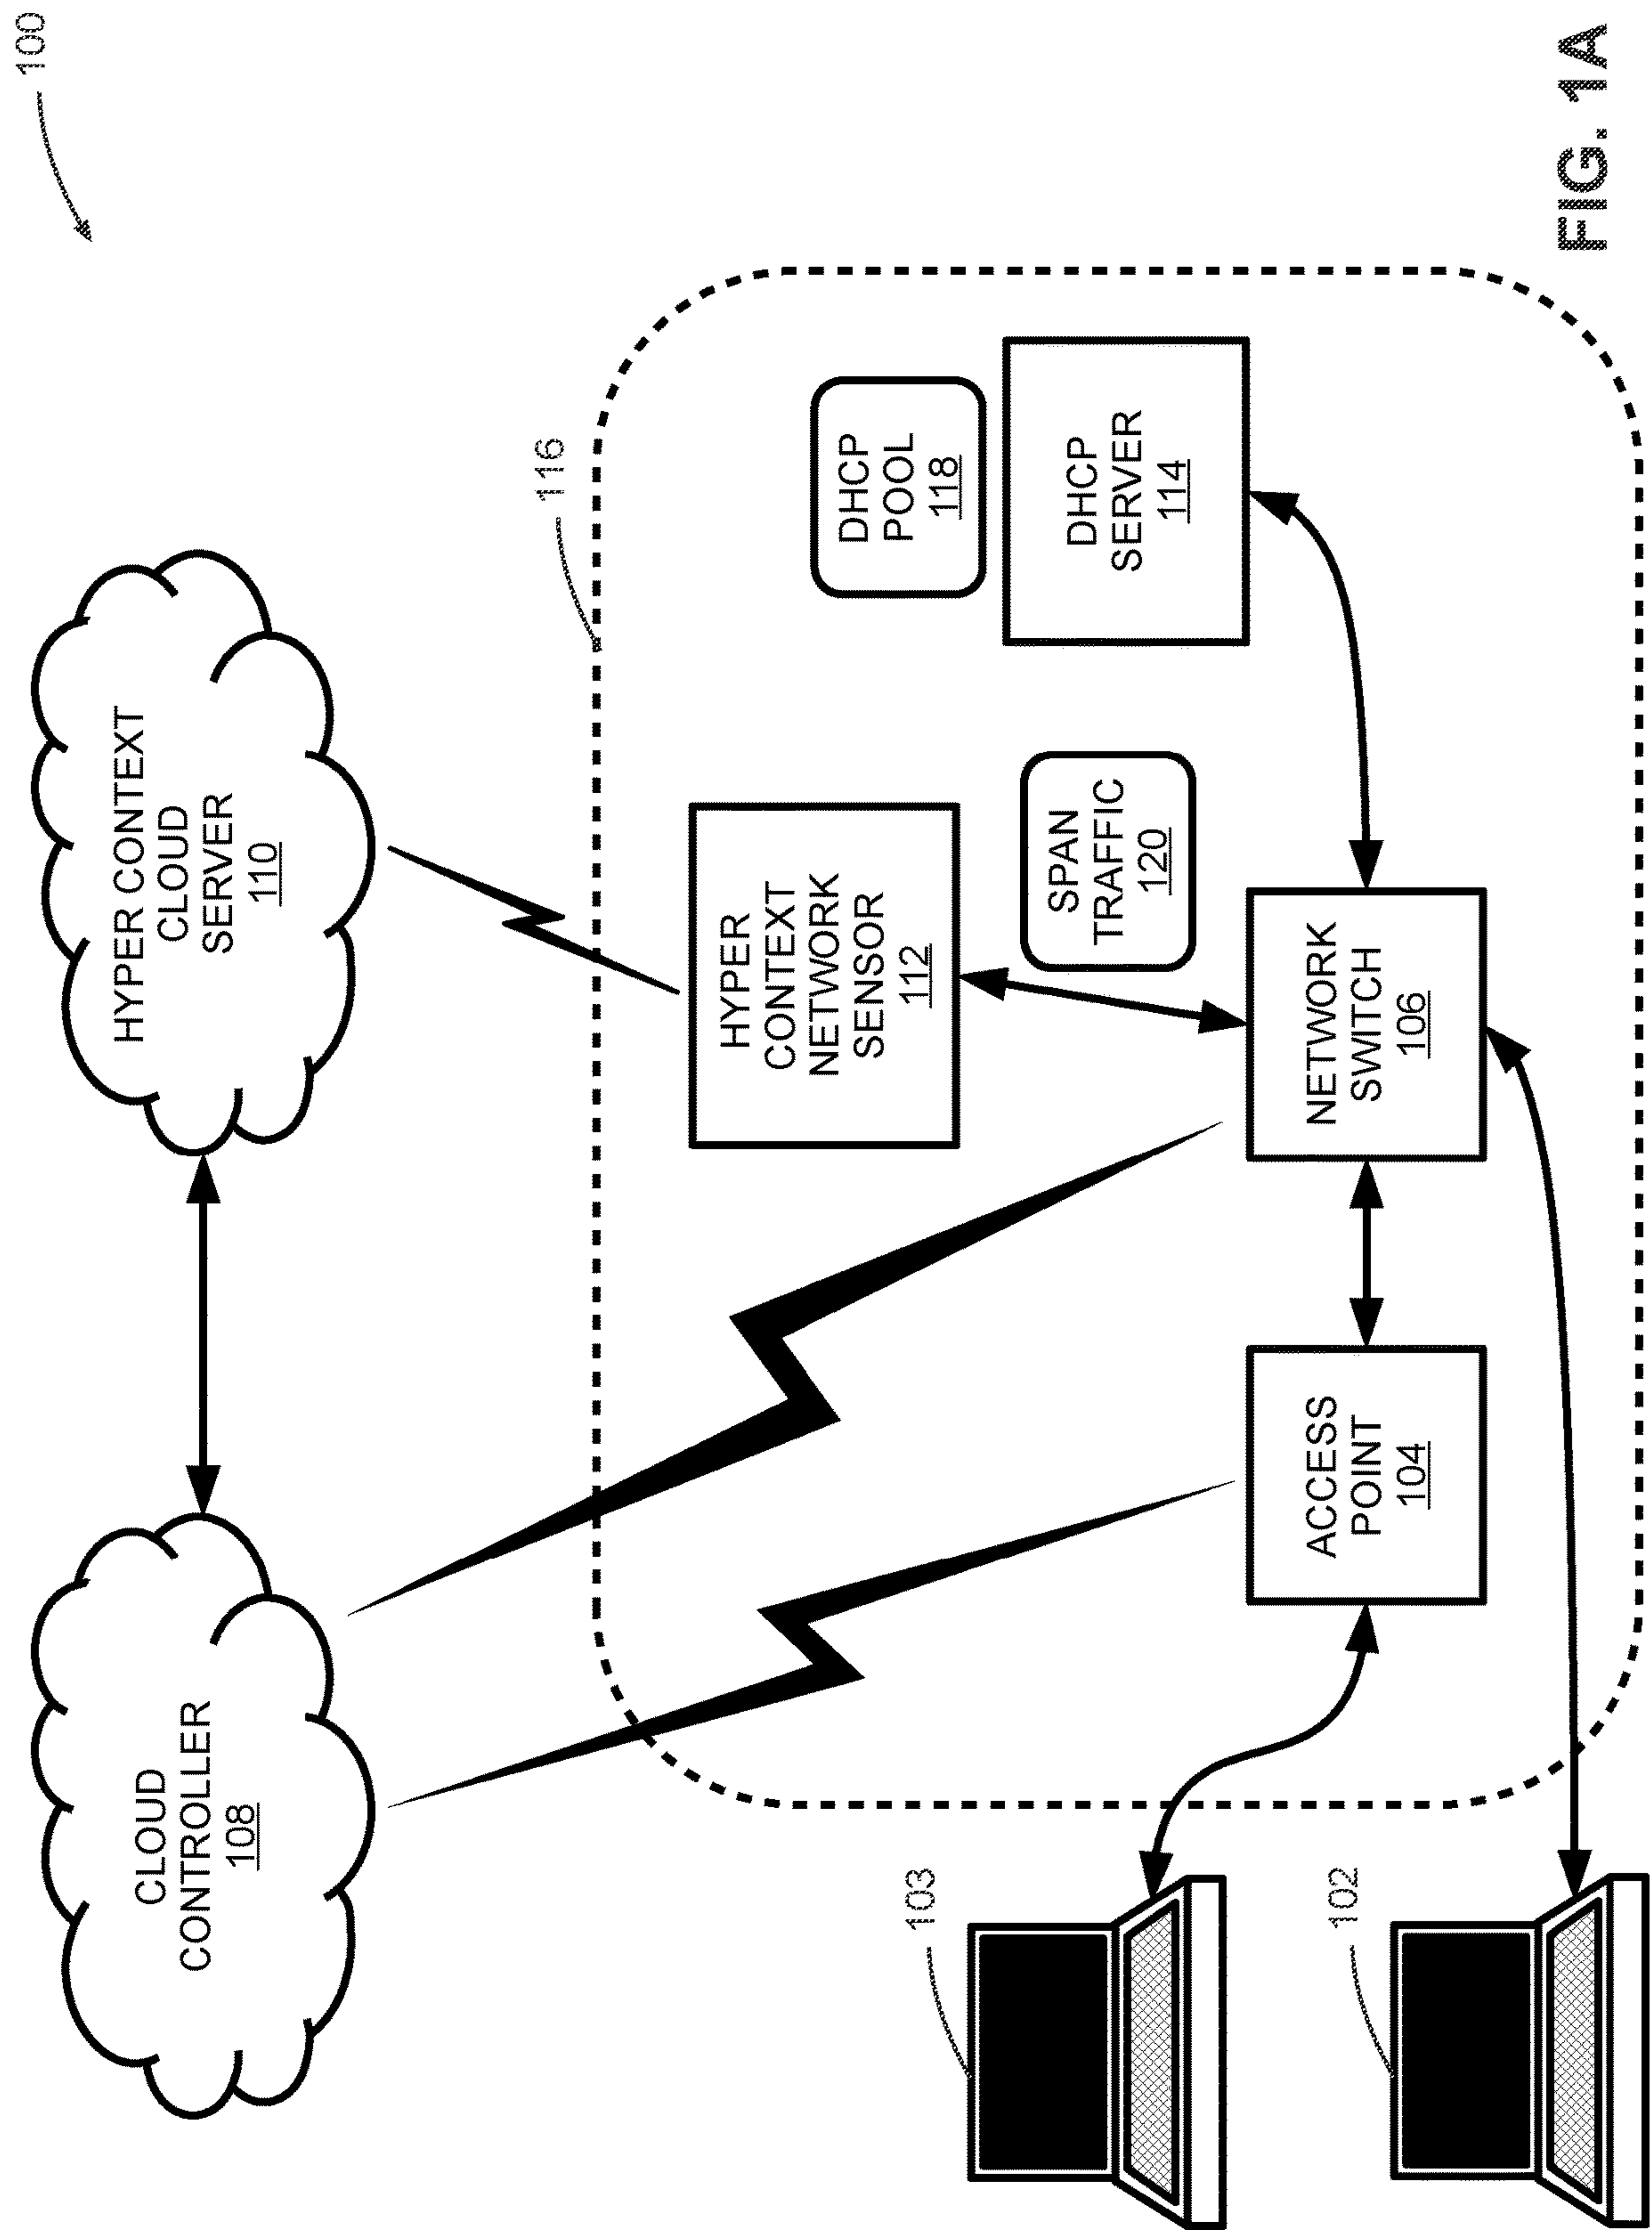 100
CLOUD
CONTROLLER
108
HYPER CONTEXT
CLOUD
SERVER
110
116
HYPER
CONTEXT
NETWORK
SENSOR
112
DHCP
POOL
118
SPAN
TRAFFIC
120
DHCP
SERVER
114
103
ACCESS
POINT
104
NETWORK
SWITCH
106
102
FIG. 1A